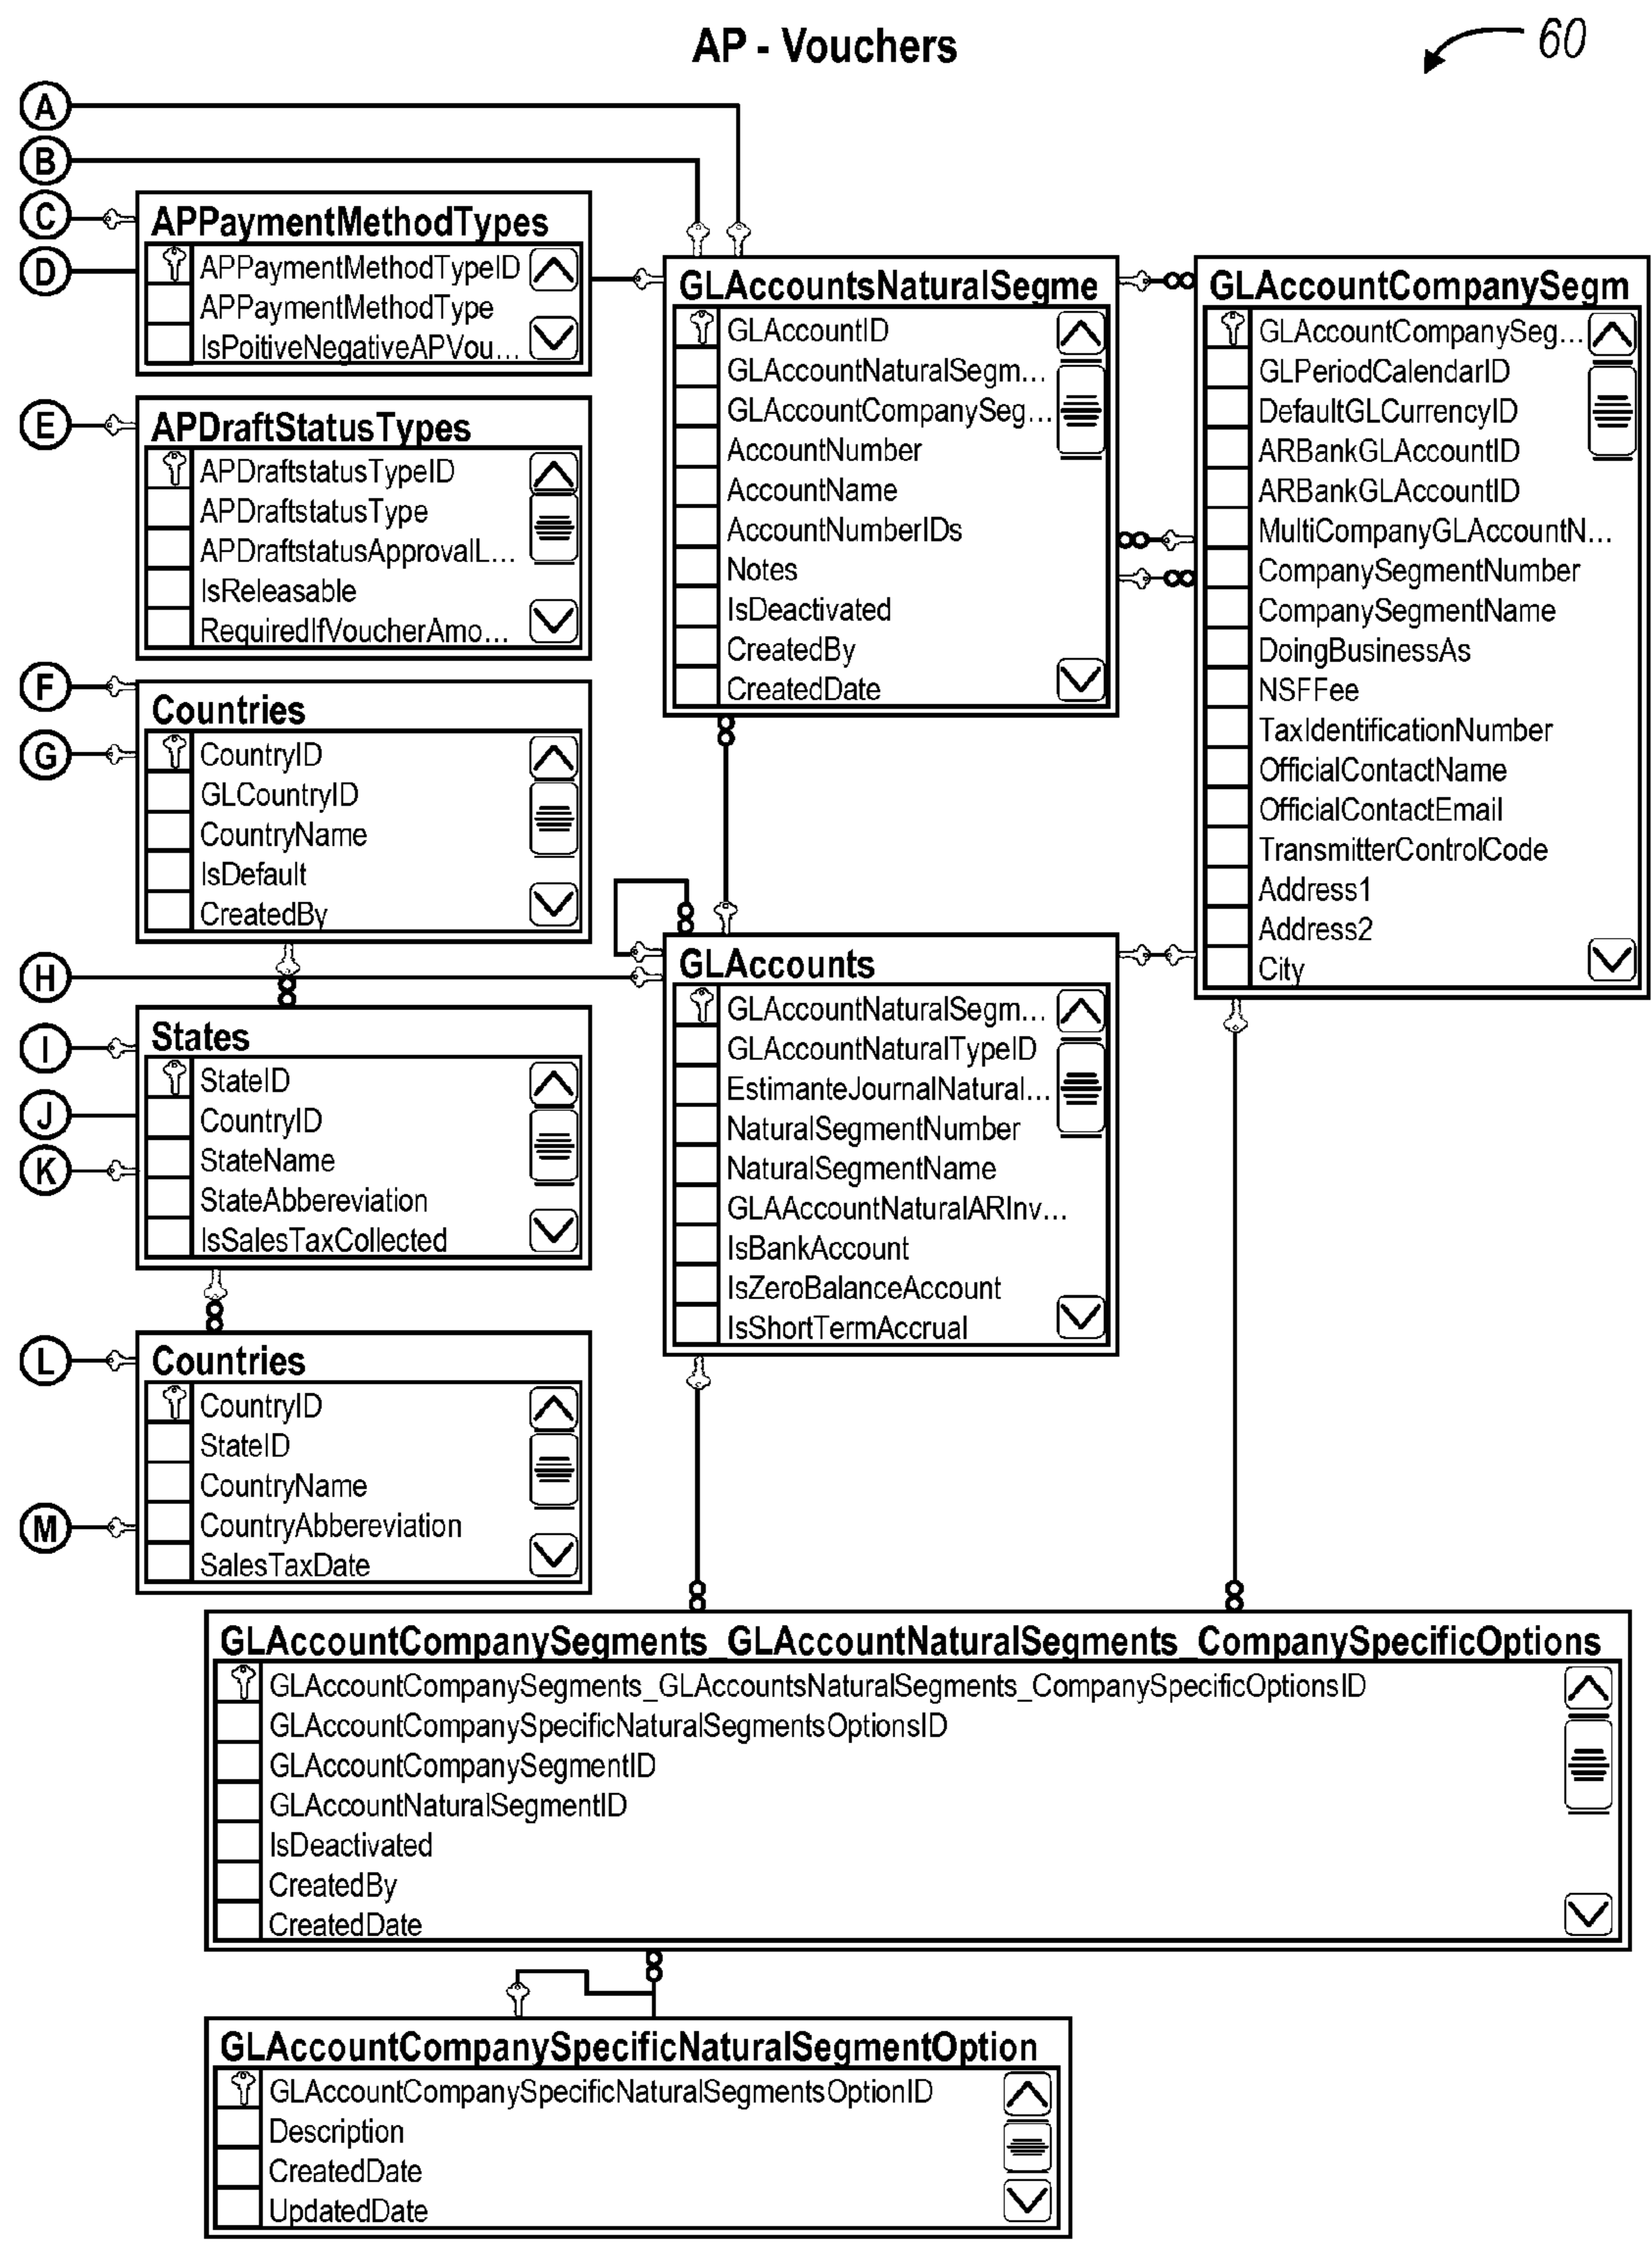 AP - Vouchers
60
A
B
C
D
APPaymentMethodTypes
APPaymentMethodTypeID
APPaymentMethodType
IsPoitiveNegativeAPVou...
E
APDraftStatusTypes
APDraftstatusTypeID
APDraftstatusType
APDraftstatusApprovalL...
IsReleasable
RequiredIfVoucherAmo...
F
G
Countries
CountryID
GLCountryID
CountryName
IsDefault
CreatedBy
H
I
J
K
States
StateID
CountryID
StateName
StateAbbereviation
IsSalesTaxCollected
L
M
Countries
CountryID
StateID
CountryName
CountryAbbereviation
SalesTaxDate
GLAccountsNaturalSegme
GLAccountID
GLAccountNaturalSegm...
GLAccountCompanySeg...
AccountNumber
AccountName
AccountNumberIDs
Notes
IsDeactivated
CreatedBy
CreatedDate
GLAccounts
GLAccountNaturalSegm...
GLAccountNaturalTypeID
EstimanteJournalNatural...
NaturalSegmentNumber
NaturalSegmentName
GLAAccountNaturalARInv...
IsBankAccount
IsZeroBalanceAccount
IsShortTermAccrual
GLAccountCompanySegm
GLAccountCompanySeg...
GLPeriodCalendarID
DefaultGLCurrencyID
ARBankGLAccountID
ARBankGLAccountID
MultiCompanyGLAccountN...
CompanySegmentNumber
CompanySegmentName
DoingBusinessAs
NSFFee
TaxIdentificationNumber
OfficialContactName
OfficialContactEmail
TransmitterControlCode
Address1
Address2
City
GLAccountCompanySegments_GLAccountNaturalSegments_CompanySpecificOptions
GLAccountCompanySegments_GLAccountsNaturalSegments_CompanySpecificOptionsID
GLAccountCompanySpecificNaturalSegmentsOptionsID
GLAccountCompanySegmentID
GLAccountNaturalSegmentID
IsDeactivated
CreatedBy
CreatedDate
GLAccountCompanySpecificNaturalSegmentOption
GLAccountCompanySpecificNaturalSegmentsOptionID
Description
CreatedDate
UpdatedDate